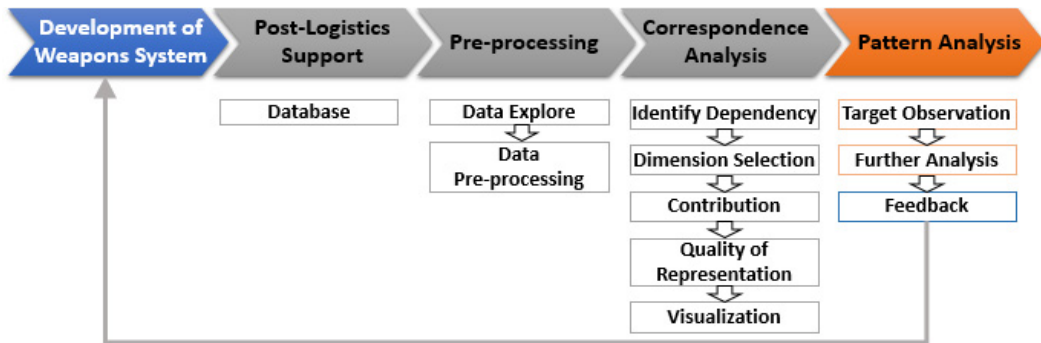 Development of
Weapons System
Post-Logistics
Support
Pre-processing
Correspondence
Analysis
Pattern Analysis
Database
Data Explore
Data
Pre-processing
Identify Dependency
Dimension Selection
Contribution
Quality of
Representation
Visualization
Target Observation
Further Analysis
Feedback